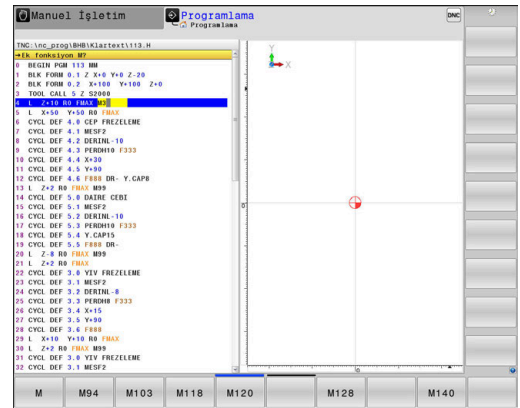 Manuel İşletim
Programlama
Programlama
DNC
TNC:\nc_prog\BHB\Klartext\113.H
→Ek fonksiyon M?
0 BEGIN PGM 113 MM
1 BLK FORM 0.1 Z X+0 Y+0 Z-20
2 BLK FORM 0.2 X+100 Y+100 Z+0
3 TOOL CALL 5 Z S2000
4 L Z+10 R0 FMAX M3
5 L X+50 Y+50 R0 FMAX
6 CYCL DEF 4.0 CEP FREZELEME
7 CYCL DEF 4.1 MESF2
8 CYCL DEF 4.2 DERINL-10
9 CYCL DEF 4.3 PERDH10 F333
10 CYCL DEF 4.4 X+30
11 CYCL DEF 4.5 Y+90
12 CYCL DEF 4.6 F888 DR- Y.CAP8
13 L Z+2 R0 FMAX M99
14 CYCL DEF 5.0 DAIRE CEBI
15 CYCL DEF 5.1 MESF2
16 CYCL DEF 5.2 DERINL-10
17 CYCL DEF 5.3 PERDH10 F333
18 CYCL DEF 5.4 Y.CAP15
19 CYCL DEF 5.5 F888 DR-
20 L Z-8 R0 FMAX M99
21 L Z+2 R0 FMAX
22 CYCL DEF 3.0 YIV FREZELEME
23 CYCL DEF 3.1 MESF2
24 CYCL DEF 3.2 DERINL-8
25 CYCL DEF 3.3 PERDH8 F333
26 CYCL DEF 3.4 X+15
27 CYCL DEF 3.5 Y+90
28 CYCL DEF 3.6 F888
29 L X+10 Y+10 R0 FMAX
30 L Z+2 R0 FMAX M99
31 CYCL DEF 3.0 YIV FREZELEME
32 CYCL DEF 3.1 MESF2
Y
X
0
0
M M94 M103 M118 M120 M128 M140